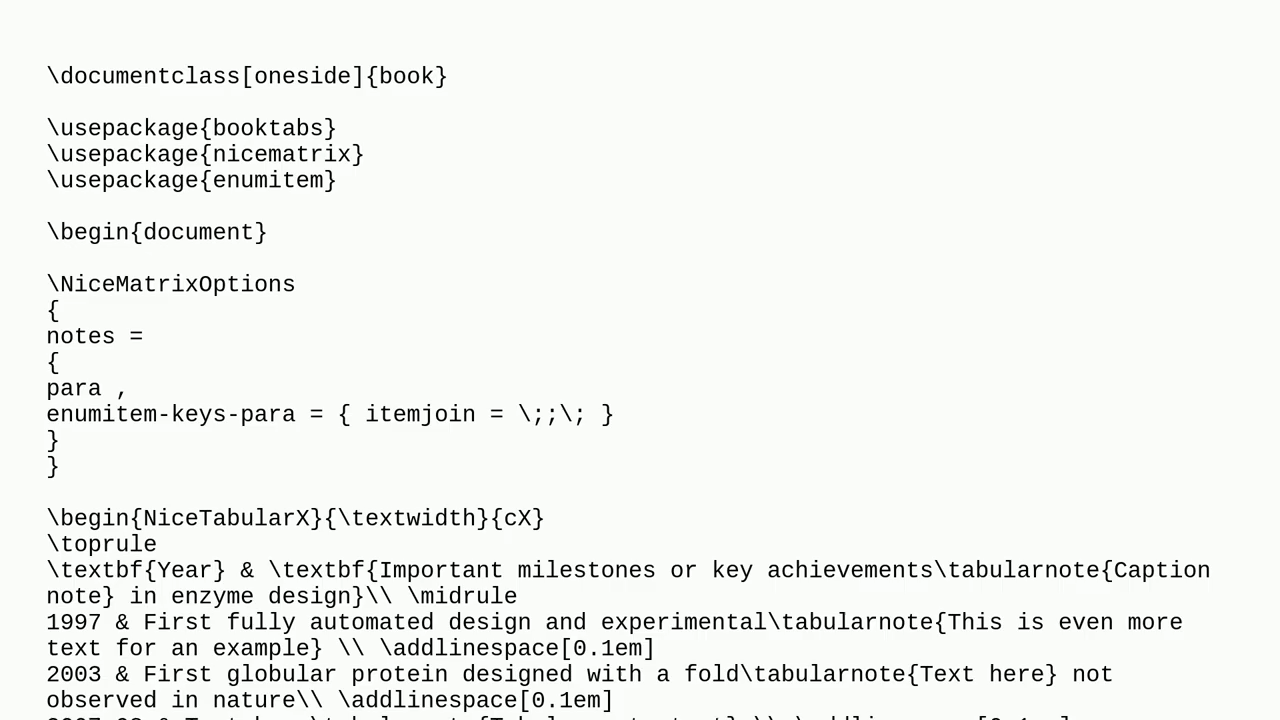 \documentclass[oneside]{book}
\usepackage{booktabs}
\usepackage{nicematrix}
\usepackage{enumitem}
\begin{document}
\NiceMatrixOptions
{
notes =
{
para ,
enumitem-keys-para = { itemjoin = \;;\; }
}
}
\begin{NiceTabularX}{\textwidth}{cX}
\toprule
\textbf{Year} & \textbf{Important milestones or key achievements\tabularnote{Caption
note} in enzyme design}\\ \midrule
1997 & First fully automated design and experimental\tabularnote{This is even more
text for an example} \\ \addlinespace[0.1em]
2003 & First globular protein designed with a fold\tabularnote{Text here} not
observed in nature\\ \addlinespace[0.1em]